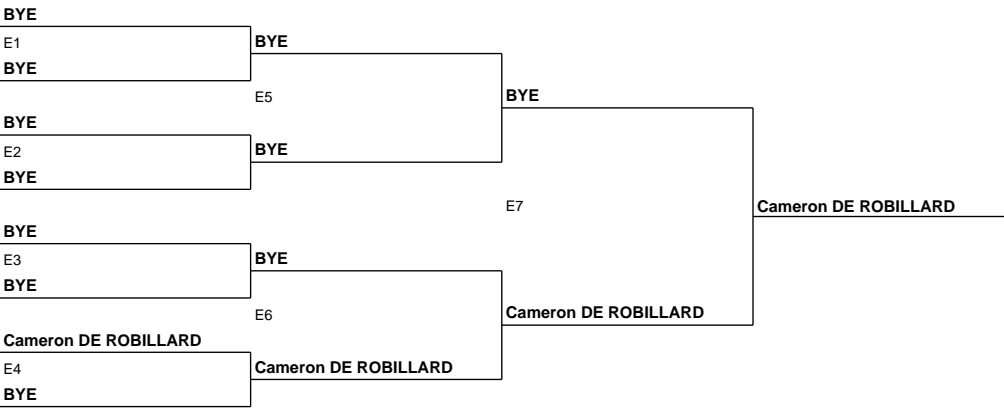 BYE
E1
BYE
BYE
E5
BYE
BYE
E2
BYE
BYE
E7
Cameron DE ROBILLARD
BYE
E3
BYE
BYE
E6
Cameron DE ROBILLARD
Cameron DE ROBILLARD
E4
Cameron DE ROBILLARD
BYE